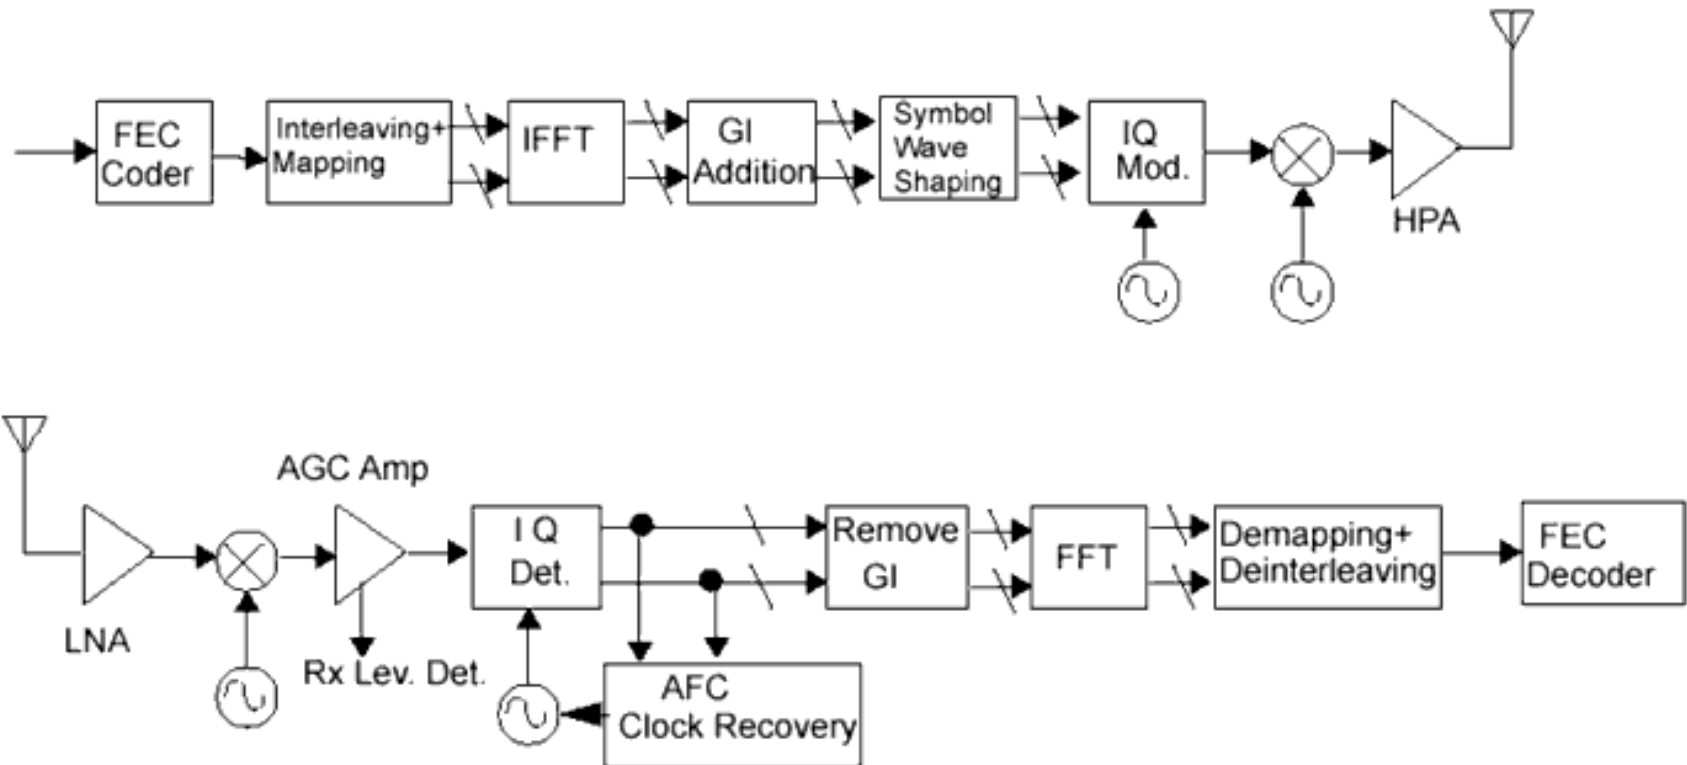 FEC
Coder
Interleaving+
Mapping
IFFT
GI
Addition
Symbol
Wave
Shaping
IQ
Mod.
HPA
AGC Amp
LNA
Rx Lev. Det.
I Q
Det.
AFC
Clock Recovery
Remove
GI
FFT
Demapping+
Deinterleaving
FEC
Decoder